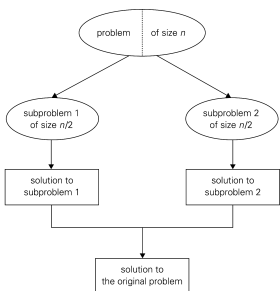 problem of size n
subproblem 1
of size n/2
subproblem 2
of size n/2
solution to
subproblem 1
solution to
subproblem 2
solution to
the original problem